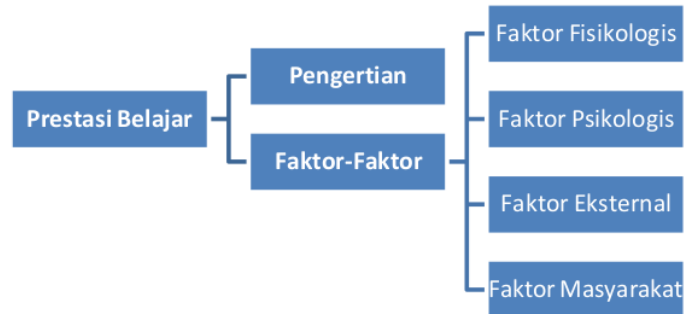 Prestasi Belajar
Pengertian
Faktor-Faktor
Faktor Fisikologis
Faktor Psikologis
Faktor Eksternal
Faktor Masyarakat